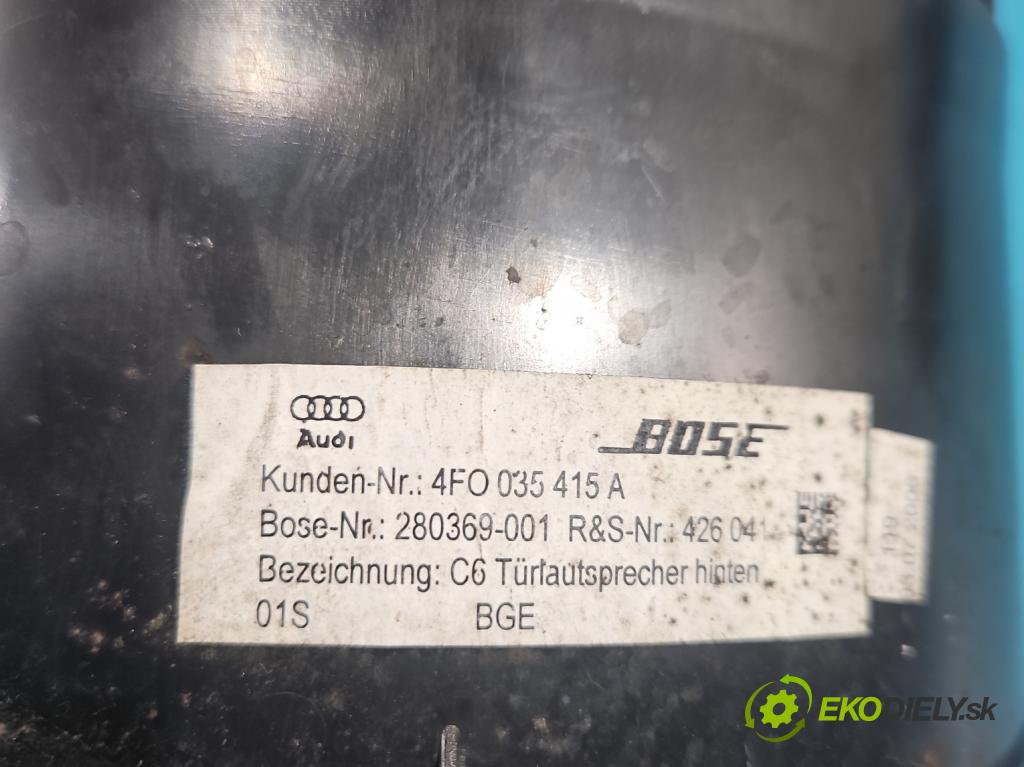 Audi
BOSE
Kunden-Nr.: 4FO 035 415 A
Bose-Nr.: 280369-001 R&S-Nr.: 426 041
Bezeichnung: C6 Türlautsprecher hinten
01S BGE
EKODIELY.sk